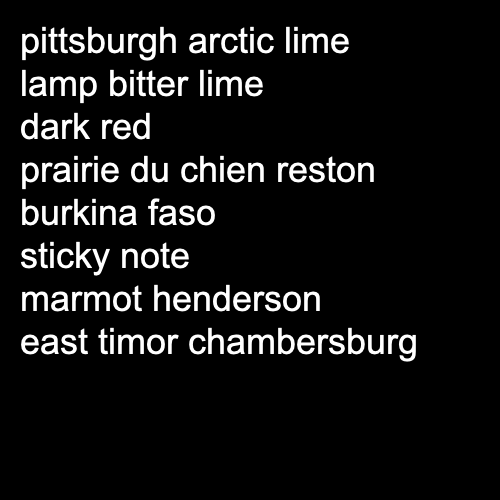 pittsburgh arctic lime
lamp bitter lime
dark red
prairie du chien reston
burkina faso
sticky note
marmot henderson
east timor chambersburg